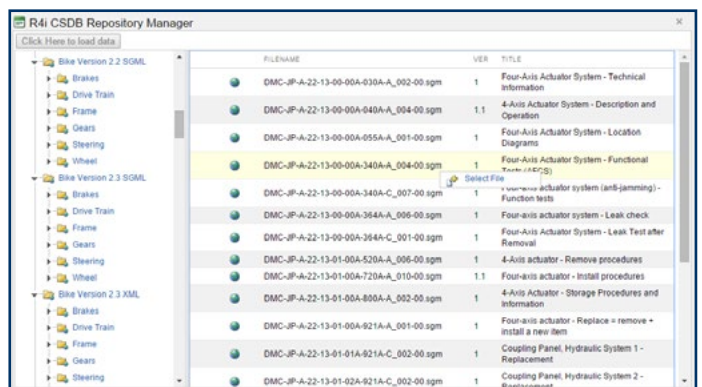 R4i CSDB Repository Manager
Click Here to load data
Bike Version 2.2 SGML
Brakes
Drive Train
Frame
Gears
Steering
Wheel
Bike Version 2.3 SGML
Brakes
Drive Train
Frame
Gears
Steering
Wheel
Bike Version 2.3 XML
Brakes
Drive Train
Frame
Gears
Steering
FILENAME VER TITLE
DMC-JP-A-22-13-00-00A-030A-A_002-00.sgm 1 Four-Axis Actuator System - Technical
Information
DMC-JP-A-22-13-00-00A-040A-A_004-00.sgm 1.1 4-Axis Actuator System - Description and
Operation
DMC-JP-A-22-13-00-00A-055A-A_001-00.sgm 1 Four-Axis Actuator System - Location
Diagrams
DMC-JP-A-22-13-00-00A-340A-A_004-00.sgm 1 Four-Axis Actuator System - Functional
Tests (AFCS)
Select File
DMC-JP-A-22-13-00-00A-340A-C_007-00.sgm 1 Four-axis actuator system (anti-jamming) -
Function tests
DMC-JP-A-22-13-00-00A-364A-A_006-00.sgm 1 Four-axis actuator system - Leak check
DMC-JP-A-22-13-00-00A-364A-C_001-00.sgm 1 Four-Axis Actuator System - Leak Test after
Removal
DMC-JP-A-22-13-01-00A-520A-A_006-00.sgm 1 4-Axis actuator - Remove procedures
DMC-JP-A-22-13-01-00A-720A-A_010-00.sgm 1.1 Four-axis actuator - Install procedures
DMC-JP-A-22-13-01-00A-800A-A_002-00.sgm 1 4-Axis Actuator - Storage Procedures and
Information
DMC-JP-A-22-13-01-00A-921A-A_001-00.sgm 1 Four-axis actuator - Replace = remove +
install a new item
DMC-JP-A-22-13-01-01A-921A-C_002-00.sgm 1 Coupling Panel, Hydraulic System 1 -
Replacement
DMC-JP-A-22-13-01-02A-921A-C_002-00.sgm 1 Coupling Panel, Hydraulic System 2 -
Replacement